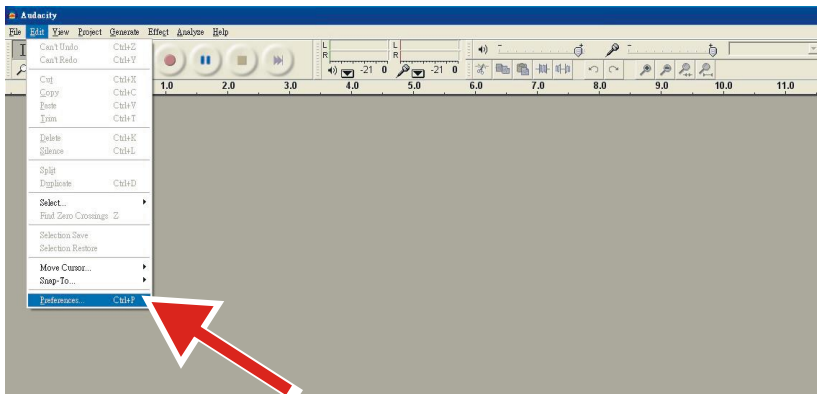 Audacity
File Edit View Project Generate Effect Analyze Help
Can't Undo Ctrl+Z
Can't Redo Ctrl+Y
Cut Ctrl+X
Copy Ctrl+C
Paste Ctrl+V
Trim Ctrl+T
Delete Ctrl+K
Silence Ctrl+L
Split
Duplicate Ctrl+D
Select...
Find Zero Crossings Z
Selection Save
Selection Restore
Move Cursor...
Snap-To...
Preferences... Ctrl+P
L L
R R
-21 0 -21 0
1.0 2.0 3.0 4.0 5.0 6.0 7.0 8.0 9.0 10.0 11.0